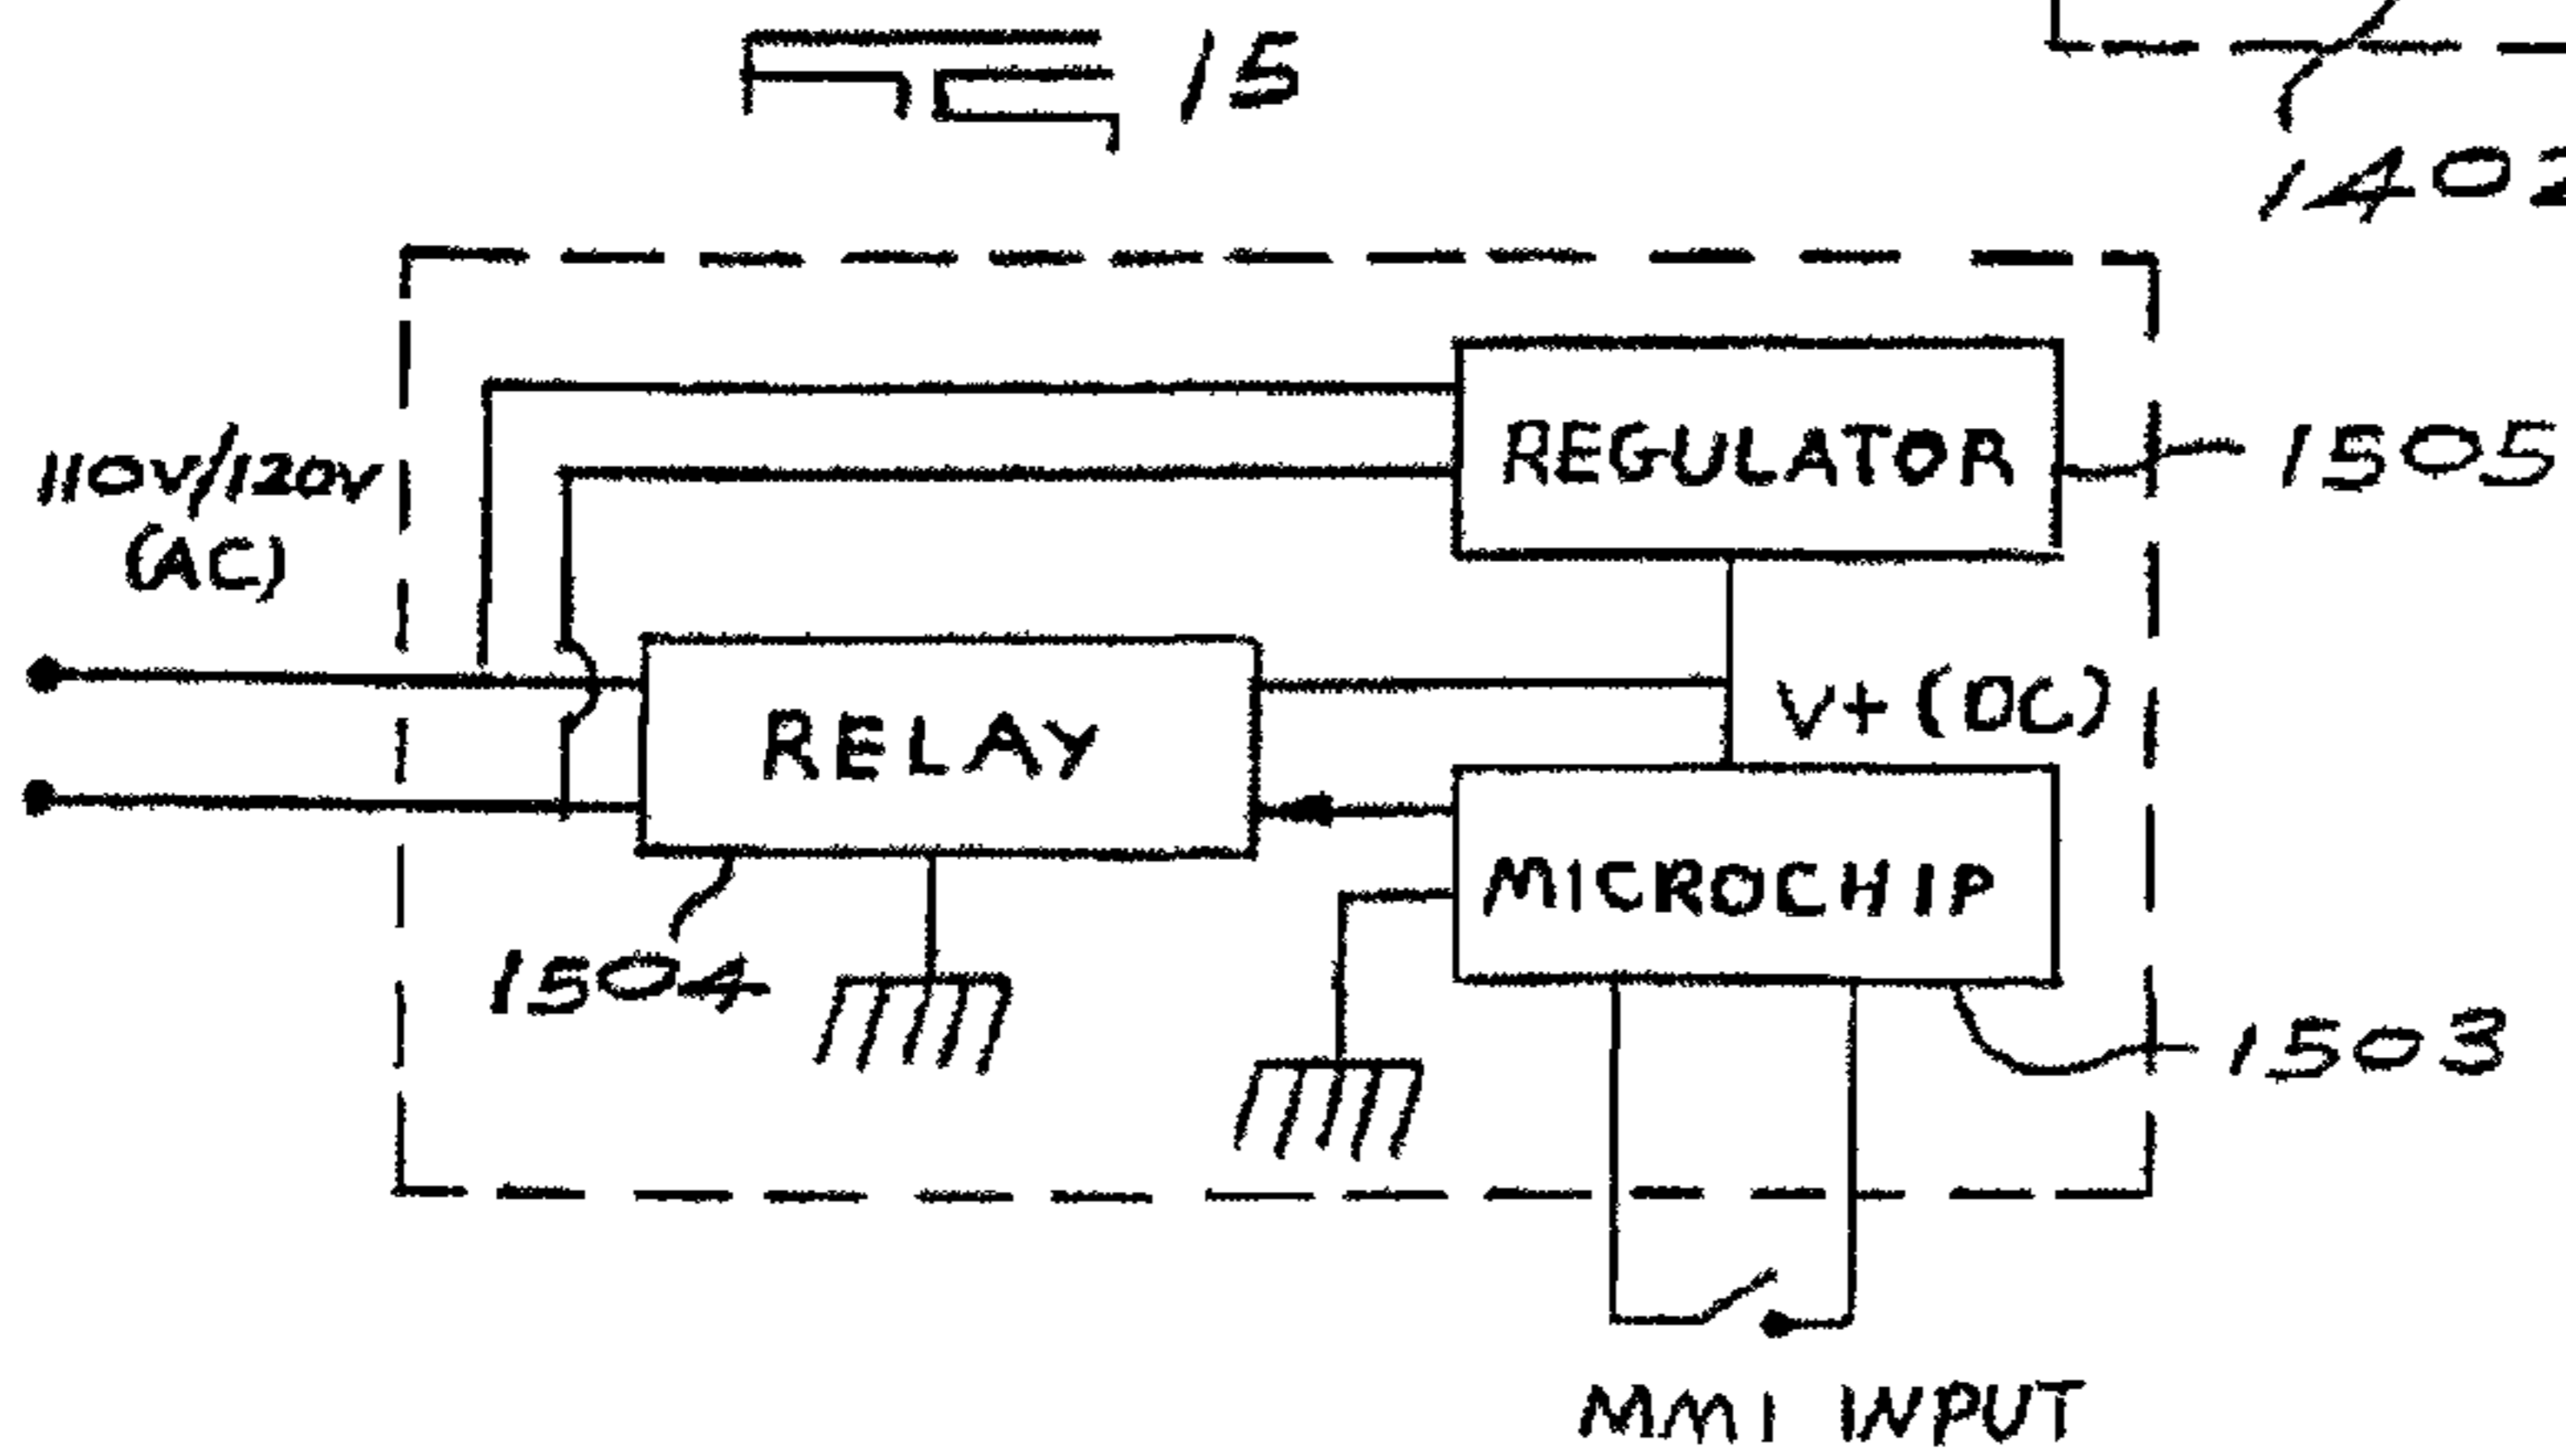 FIG 15
1402
110V/120V
(AC)
REGULATOR
1505
RELAY
V+ (DC)
MICROCHIP
1504
1503
MMI INPUT